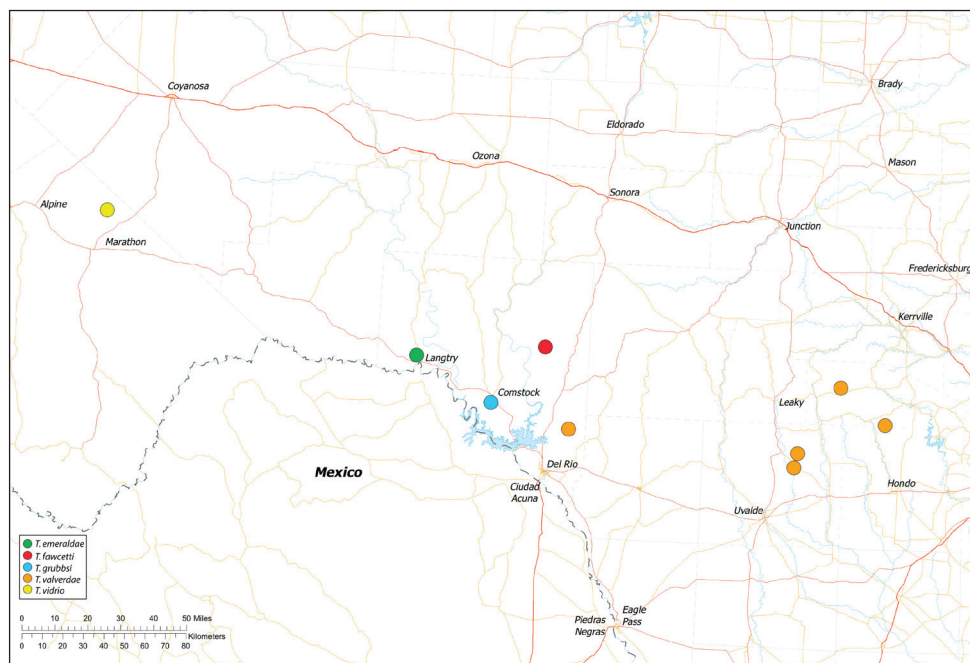 Coyanosa
Brady
Eldorado
Ozona
Mason
Sonora
Alpine
Junction
Marathon
Fredericksburg
Kerrville
Langtry
Comstock
Leaky
Mexico
Del Rio
Ciudad
Acuna
Hondo
Uvalde
T. emeraldae
T. fawcetti
T. grubbsi
T. valverdae
T. vidrio
Eagle
Pass
Piedras
Negras
0 10 20 30 40 50 Miles
Kilometers
0 10 20 30 40 50 60 70 80